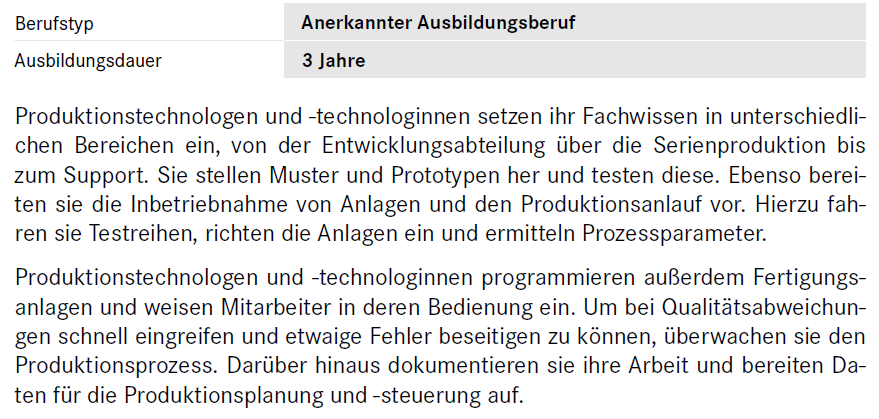 Berufstyp Anerkannter Ausbildungsberuf
Ausbildungsdauer 3 Jahre
Produktionstechnologen und -technologinnen setzen ihr Fachwissen in unterschiedli-
chen Bereichen ein, von der Entwicklungsabteilung über die Serienproduktion bis
zum Support. Sie stellen Muster und Prototypen her und testen diese. Ebenso berei-
ten sie die Inbetriebnahme von Anlagen und den Produktionsanlauf vor. Hierzu fah-
ren sie Testreihen, richten die Anlagen ein und ermitteln Prozessparameter.
Produktionstechnologen und -technologinnen programmieren außerdem Fertigungs-
anlagen und weisen Mitarbeiter in deren Bedienung ein. Um bei Qualitätsabweichun-
gen schnell eingreifen und etwaige Fehler beseitigen zu können, überwachen sie den
Produktionsprozess. Darüber hinaus dokumentieren sie ihre Arbeit und bereiten Da-
ten für die Produktionsplanung und -steuerung auf.